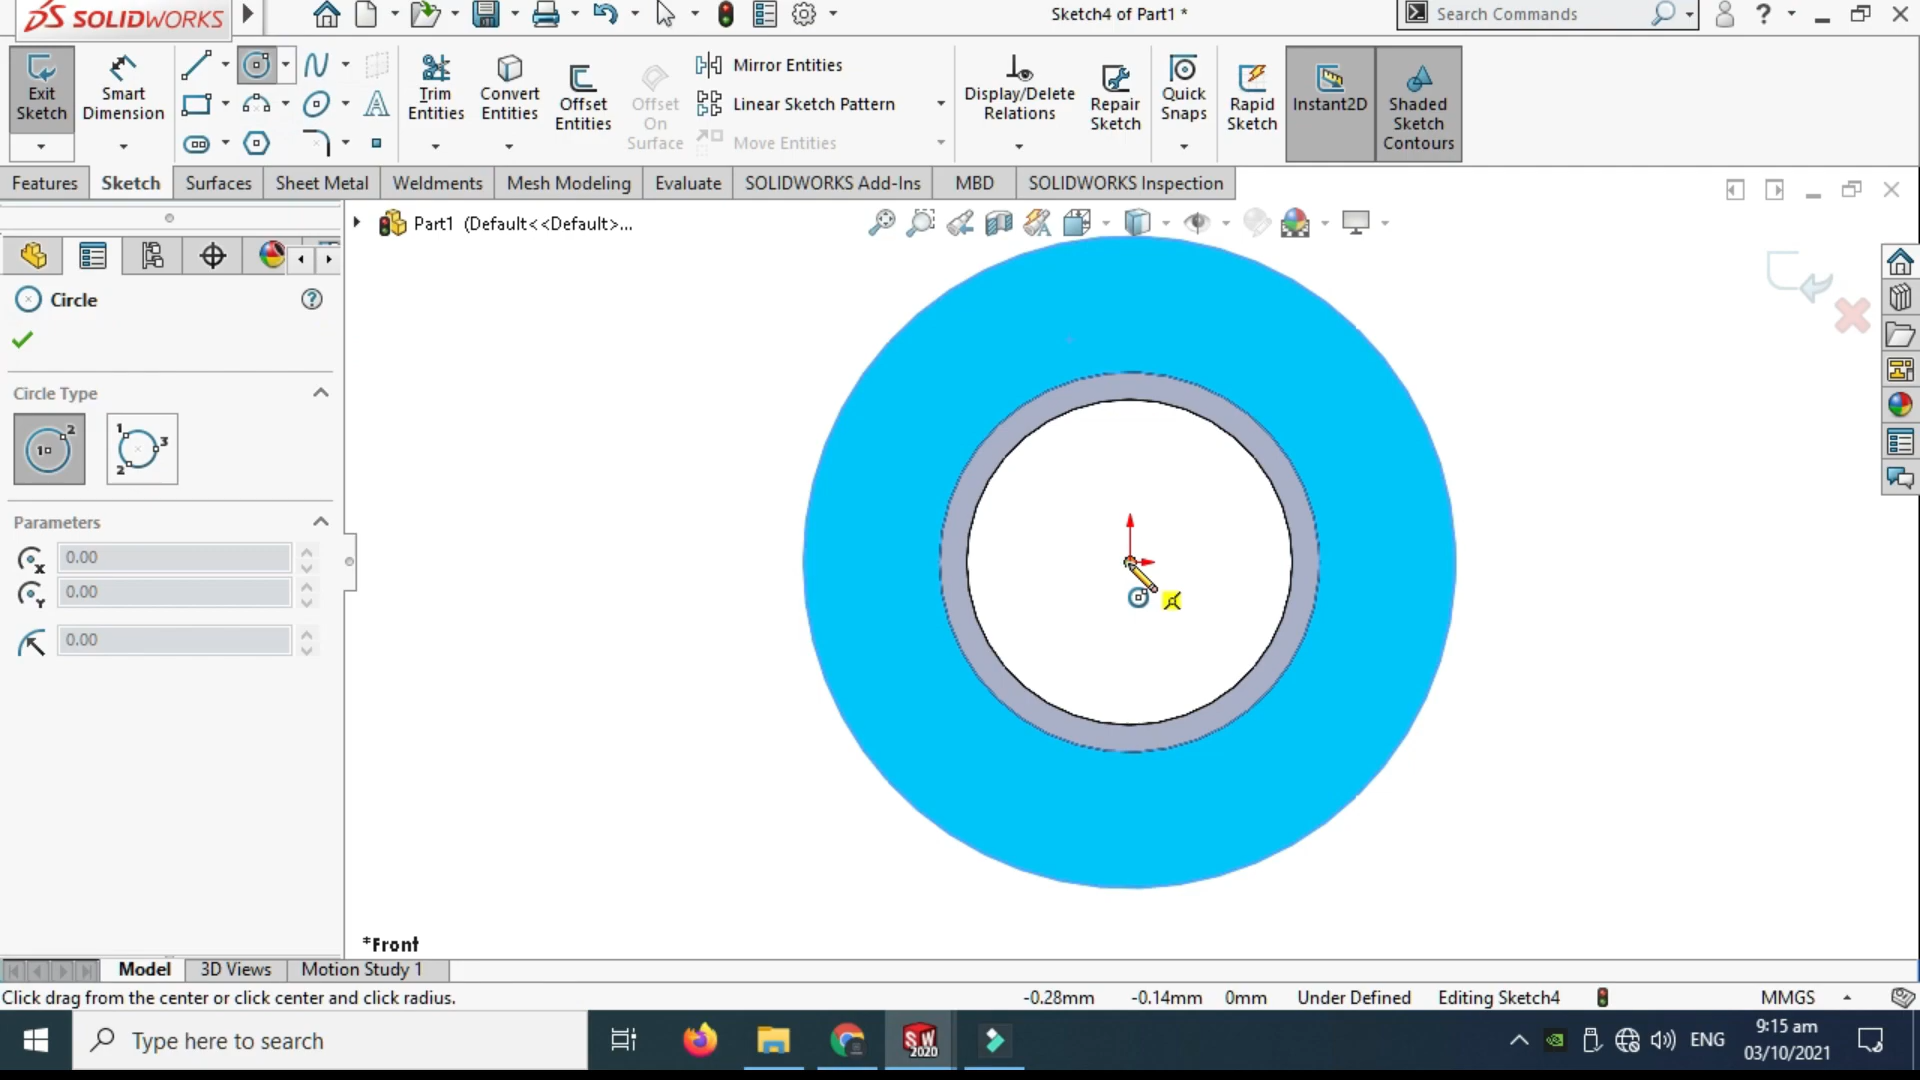 SOLIDWORKS
Sketch4 of Part1 *
Search Commands
Exit Sketch
Smart Dimension
Trim Entities
Convert Entities
Offset Entities
Offset On Surface
Mirror Entities
Linear Sketch Pattern
Move Entities
Display/Delete Relations
Repair Sketch
Quick Snaps
Rapid Sketch
Instant2D
Shaded Sketch Contours
Features
Sketch
Surfaces
Sheet Metal
Weldments
Mesh Modeling
Evaluate
SOLIDWORKS Add-Ins
MBD
SOLIDWORKS Inspection
Part1 (Default<<Default>...
Circle
Circle Type
Parameters
0.00
0.00
0.00
*Front
Model
3D Views
Motion Study 1
Click drag from the center or click center and click radius.
-0.28mm
-0.14mm
0mm
Under Defined
Editing Sketch4
MMGS
Type here to search
SW 2020
ENG
9:15 am
03/10/2021